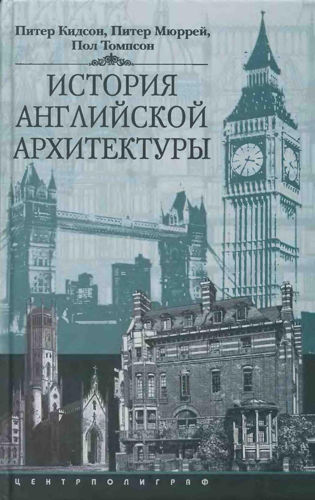 Питер Кидсон, Питер Мюррей,
Пол Томпсон
ИСТОРИЯ
АНГЛИЙСКОЙ
АРХИТЕКТУРЫ
ЦЕНТРПОЛИГРАФ